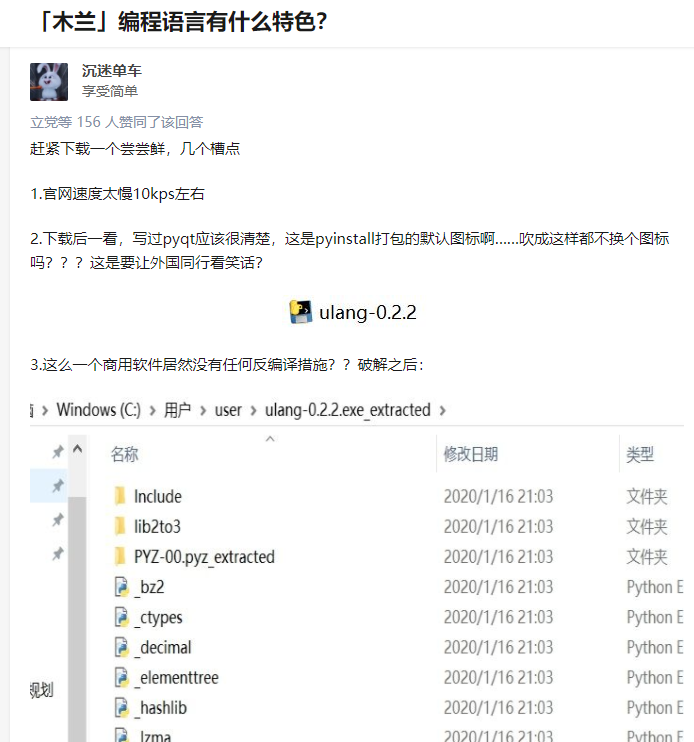 「木兰」编程语言有什么特色？
沉迷单车
享受简单
立党等 156 人赞同了该回答
赶紧下载一个尝尝鲜，几个槽点
1.官网速度太慢10kps左右
2.下载后一看，写过pyqt应该很清楚，这是pyinstall打包的默认图标啊......吹成这样都不换个图标
吗？？？这是要让外国同行看笑话？
ulang-0.2.2
3.这么一个商用软件居然没有任何反编译措施？？破解之后：
Windows (C:) › 用户 › user › ulang-0.2.2.exe_extracted ›
名称 修改日期 类型
Include 2020/1/16 21:03 文件夹
lib2to3 2020/1/16 21:03 文件夹
PYZ-00.pyz_extracted 2020/1/16 21:03 文件夹
_bz2 2020/1/16 21:03 Python E
_ctypes 2020/1/16 21:03 Python E
_decimal 2020/1/16 21:03 Python E
_elementtree 2020/1/16 21:03 Python E
规划
_hashlib 2020/1/16 21:03 Python E
_lzma 2020/1/16 21:03 Python E